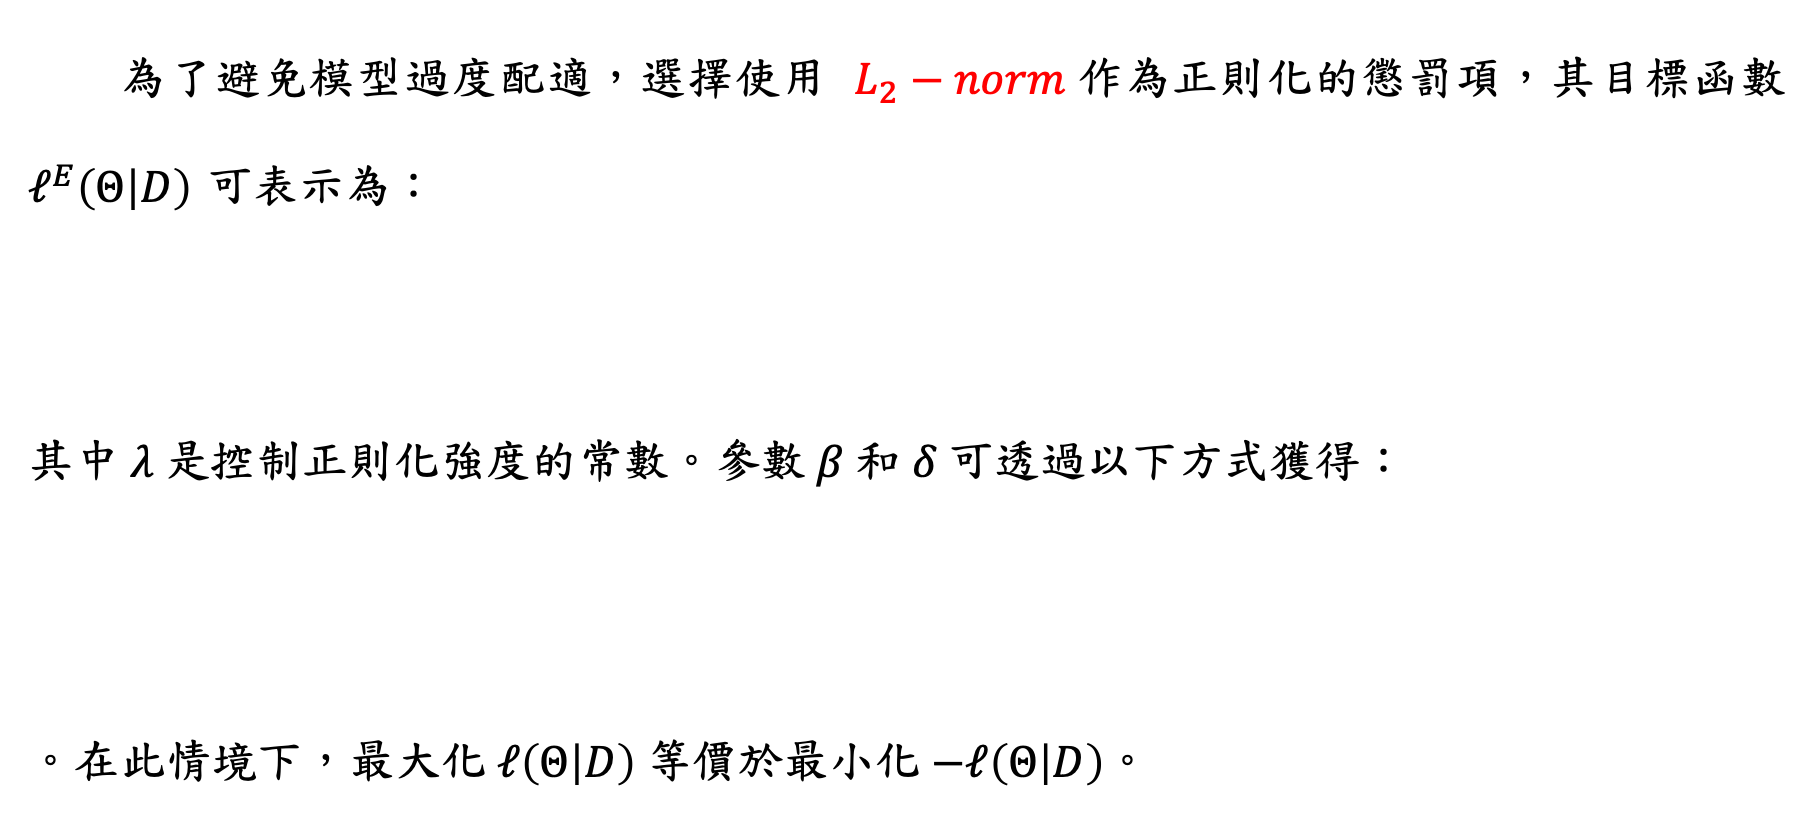 為了避免模型過度配適，選擇使用 L₂ − norm 作為正則化的懲罰項，其目標函數
ℓᴱ(Θ|D) 可表示為：
其中 λ 是控制正則化強度的常數。參數 β 和 δ 可透過以下方式獲得：
。在此情境下，最大化 ℓ(Θ|D) 等價於最小化 −ℓ(Θ|D)。